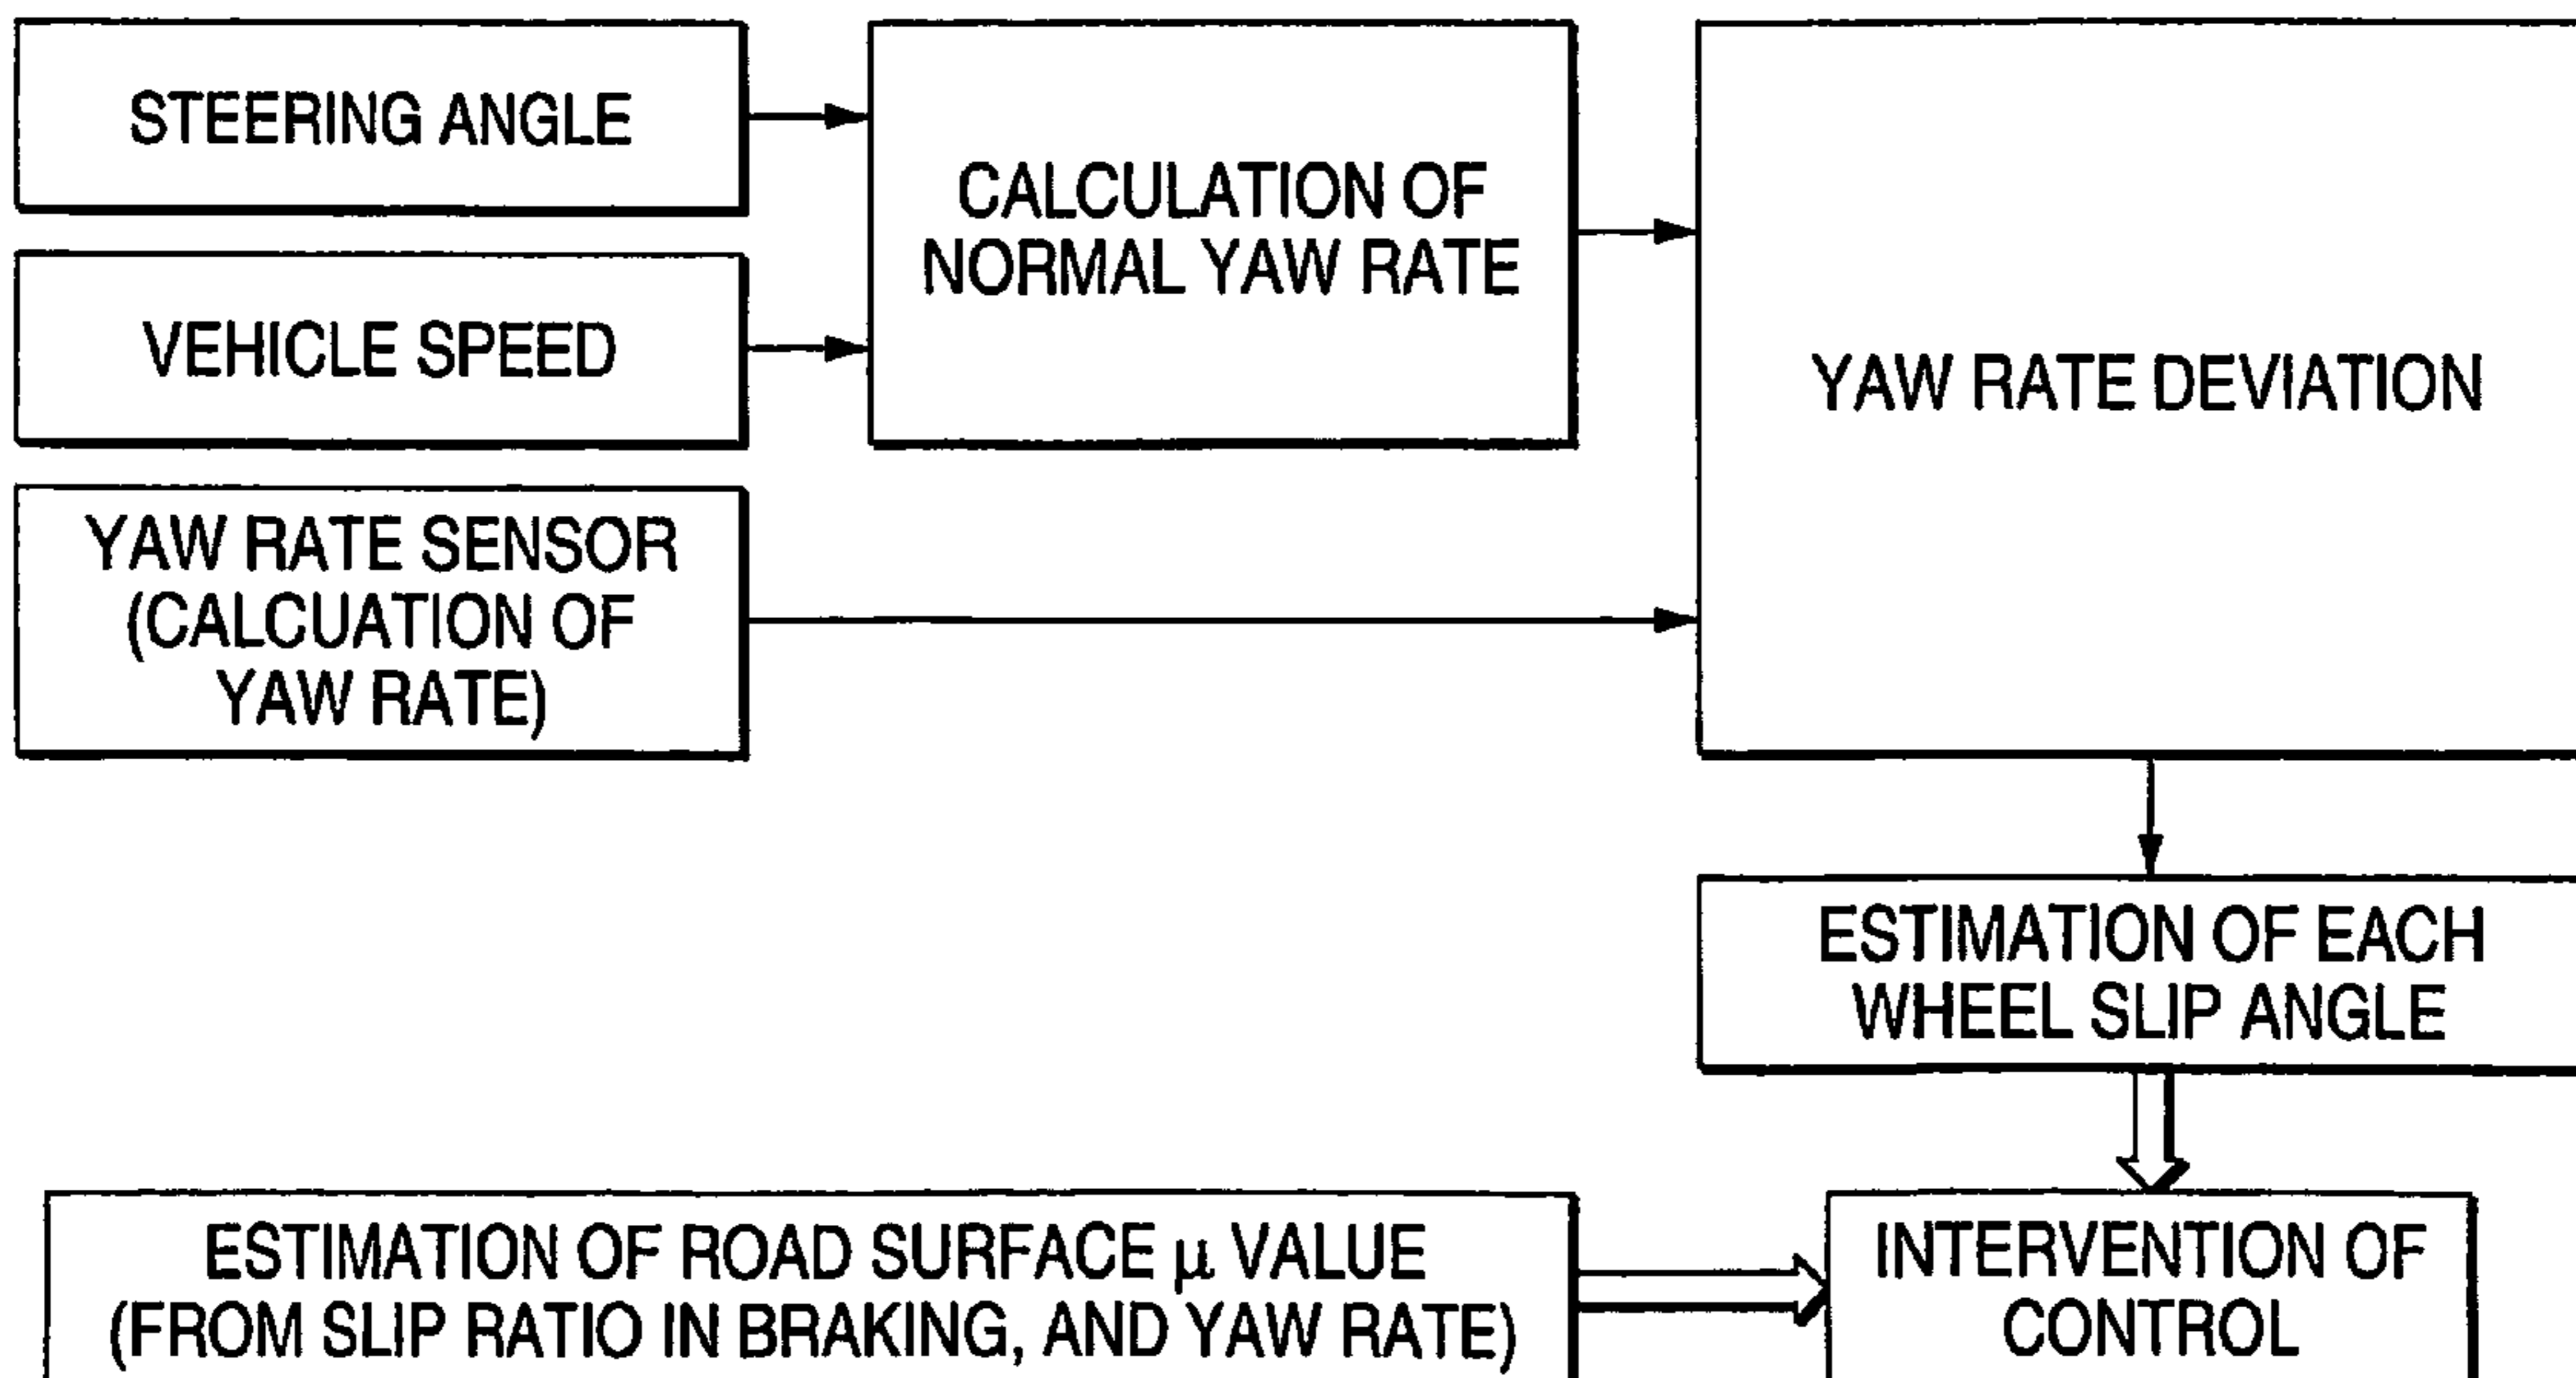 STEERING ANGLE
VEHICLE SPEED
YAW RATE SENSOR
(CALCUATION OF
YAW RATE)
CALCULATION OF
NORMAL YAW RATE
YAW RATE DEVIATION
ESTIMATION OF EACH
WHEEL SLIP ANGLE
ESTIMATION OF ROAD SURFACE μ VALUE
(FROM SLIP RATIO IN BRAKING, AND YAW RATE)
INTERVENTION OF
CONTROL